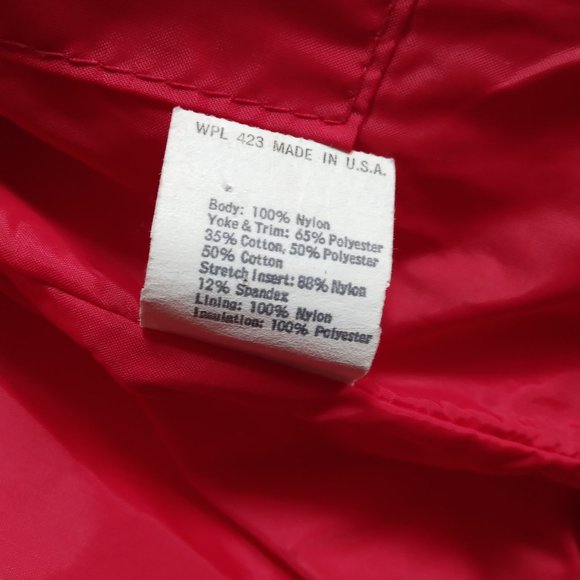 WPL 423 MADE IN U.S.A.
Body: 100% Nylon
Yoke & Trim: 65% Polyester
35% Cotton, 50% Polyester
50% Cotton
Stretch Insert: 88% Nylon
12% Spandex
Lining: 100% Nylon
Insulation: 100% Polyester